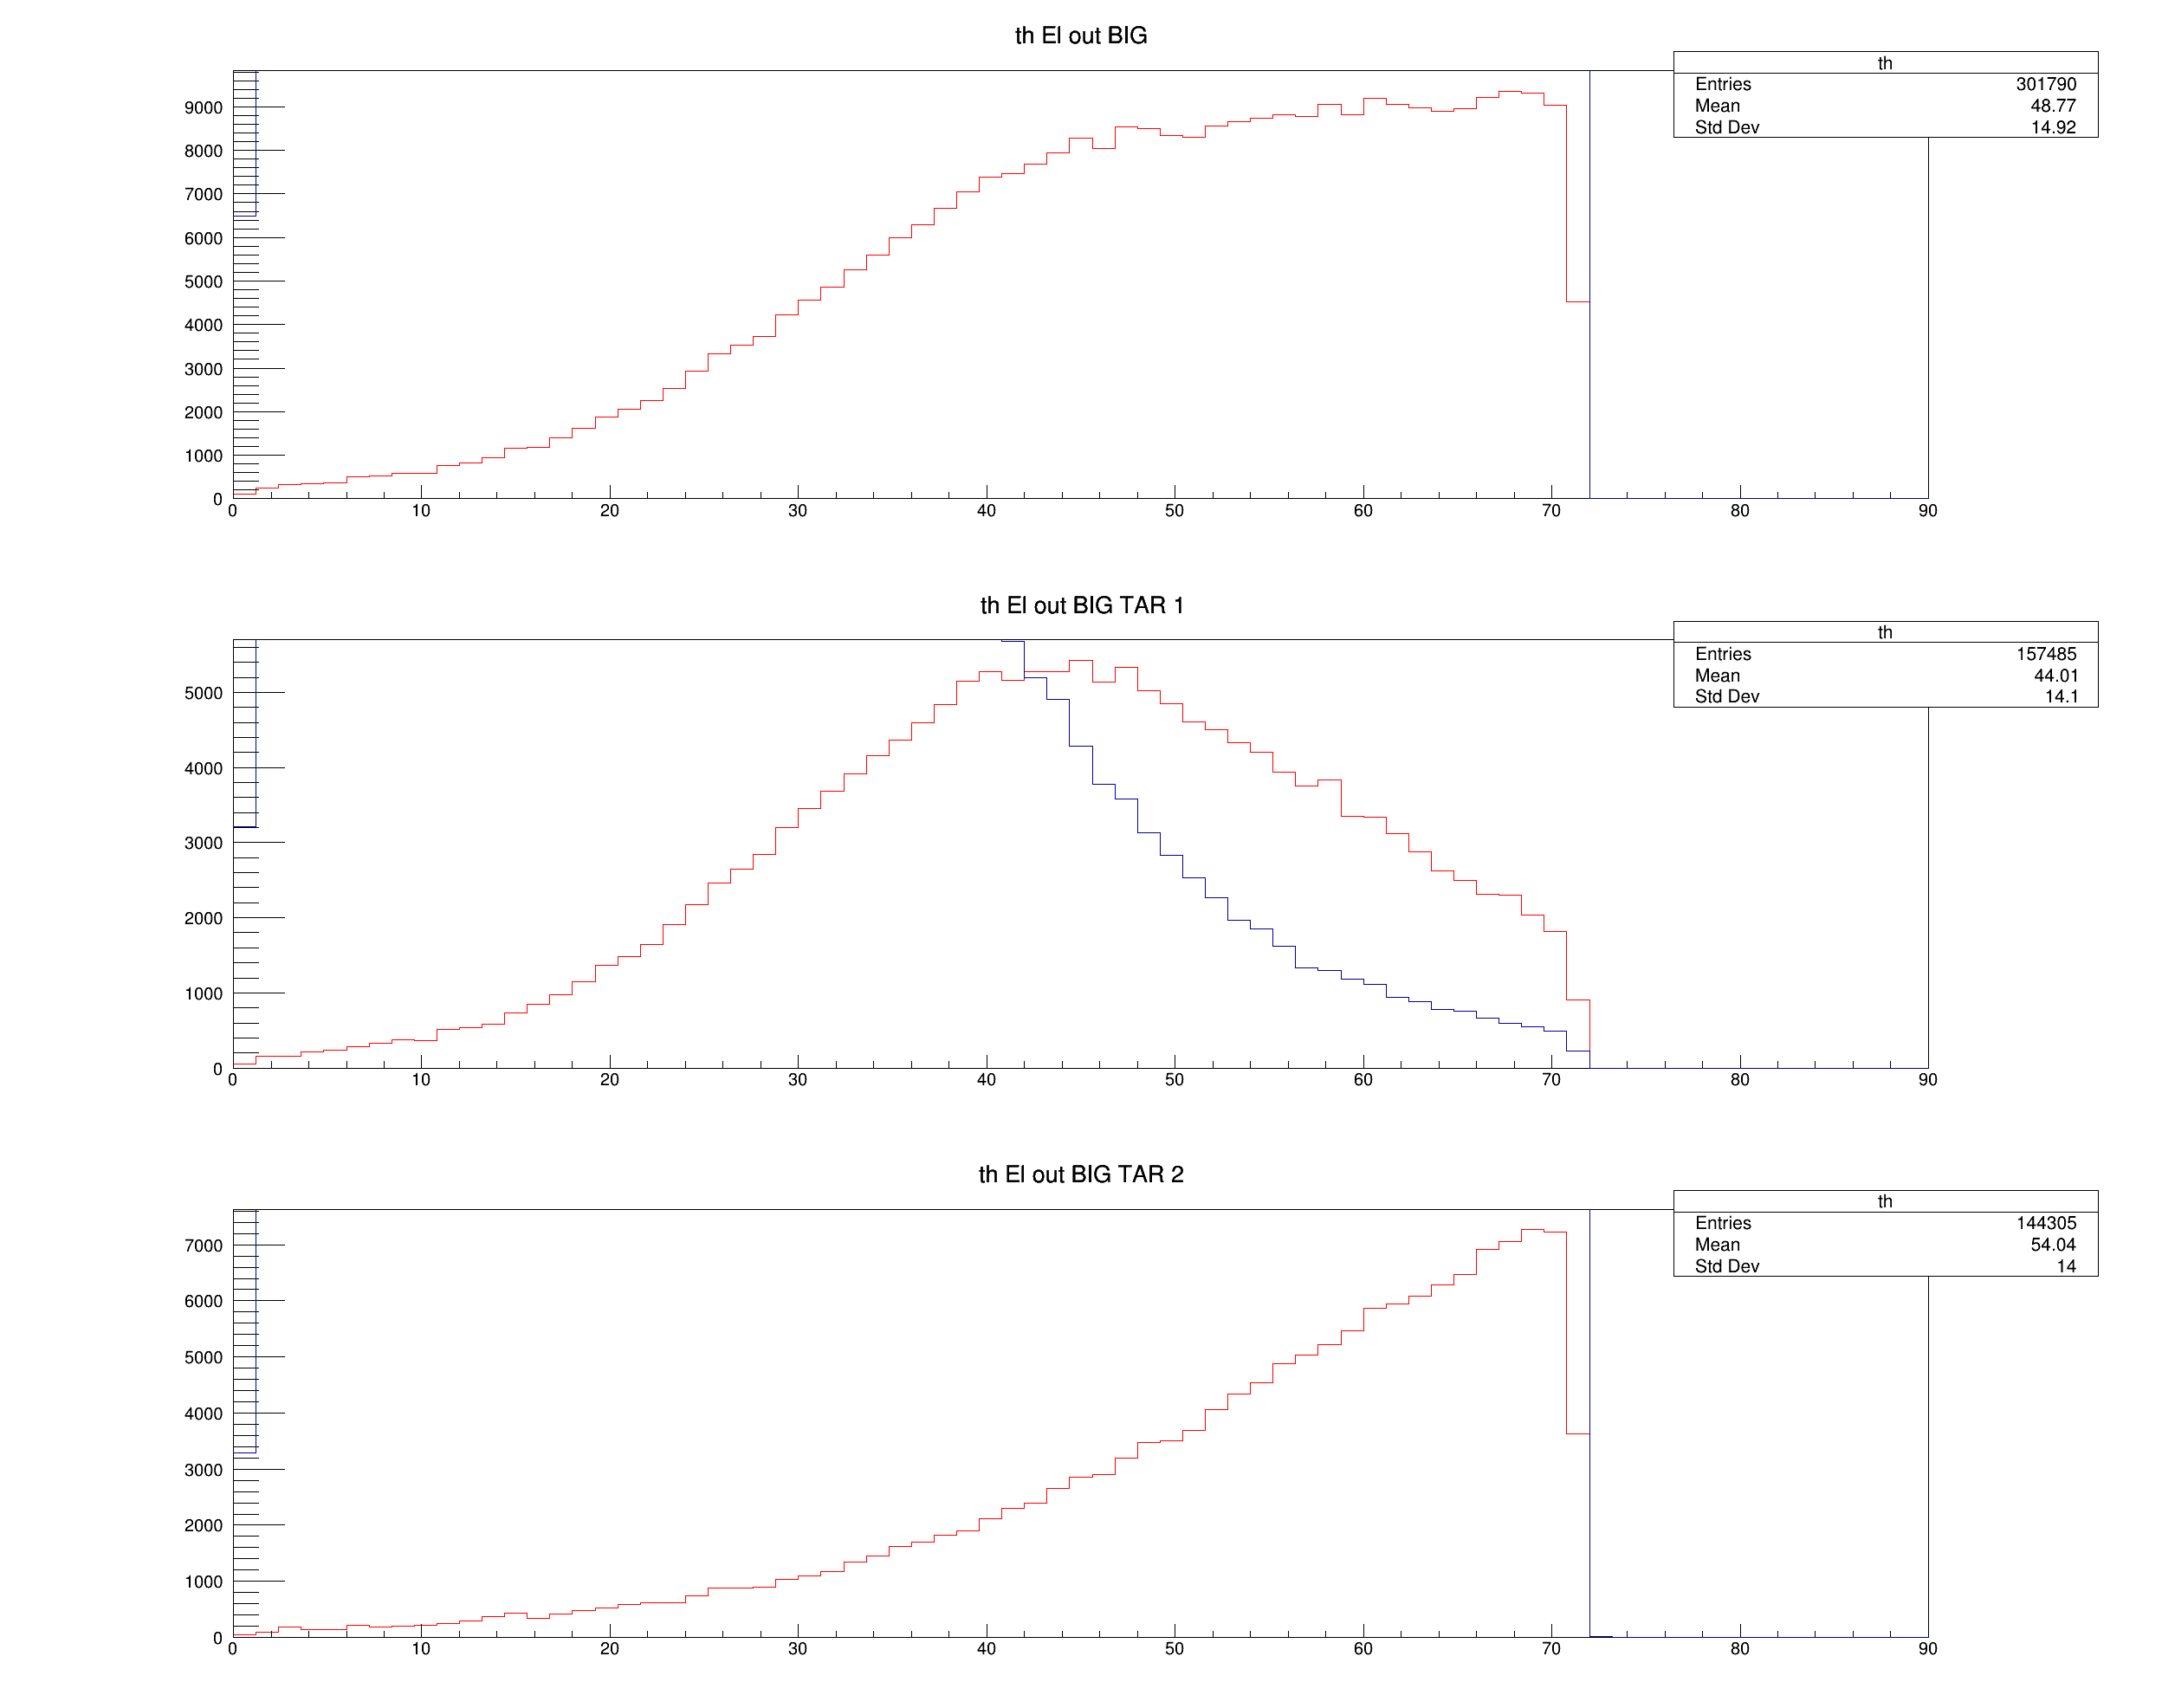 th El out BIG
th
Entries 301790
Mean 48.77
Std Dev 14.92
9000
8000
7000
6000
5000
4000
3000
2000
1000
0
0 10 20 30 40 50 60 70 80 90
th El out BIG TAR 1
th
Entries 157485
Mean 44.01
Std Dev 14.1
5000
4000
3000
2000
1000
0
0 10 20 30 40 50 60 70 80 90
th El out BIG TAR 2
th
Entries 144305
Mean 54.04
Std Dev 14
7000
6000
5000
4000
3000
2000
1000
0
0 10 20 30 40 50 60 70 80 90